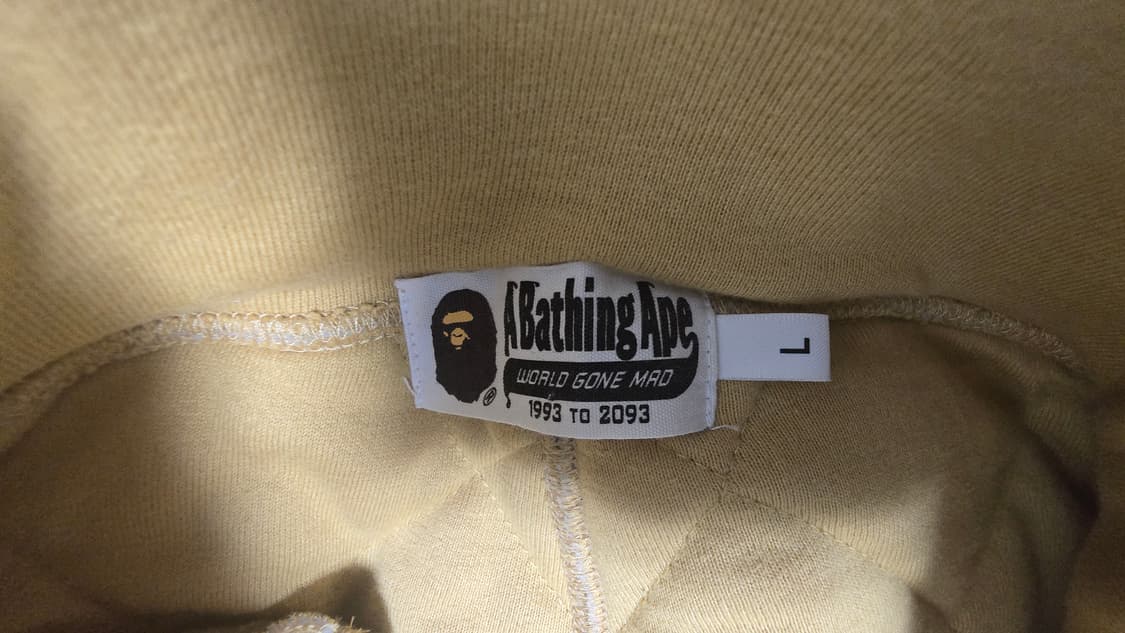 A Bathing Ape
WORLD GONE MAD
1993 TO 2093
®
L